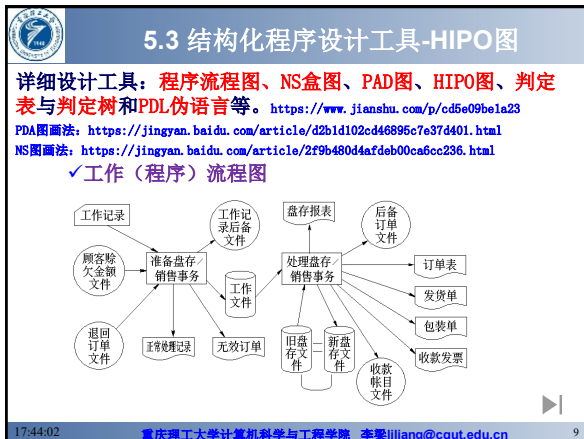 5.3 结构化程序设计工具-HIPO图
详细设计工具：程序流程图、NS盒图、PAD图、HIPO图、判定
表与判定树和PDL伪语言等。https://www.jianshu.com/p/cd5e09be1a23
PDA图画法：https://jingyan.baidu.com/article/d2b1d102cd46895c7e37d401.html
NS图画法：https://jingyan.baidu.com/article/2f9b480d4afdeb00ca6cc236.html
✓工作（程序）流程图
工作记录
工作记
录后备
文件
盘存报表
后备
订单
文件
顾客赊
欠金额
文件
准备盘存/
销售事务
工作
文件
处理盘存/
销售事务
订单表
发货单
包装单
收款发票
退回
订单
文件
正常处理记录
无效订单
旧盘
存文
件
新盘
存文
件
收款
帐目
文件
17:44:02
重庆理工大学计算机科学与工程学院 李梁liliang@cqut.edu.cn
9